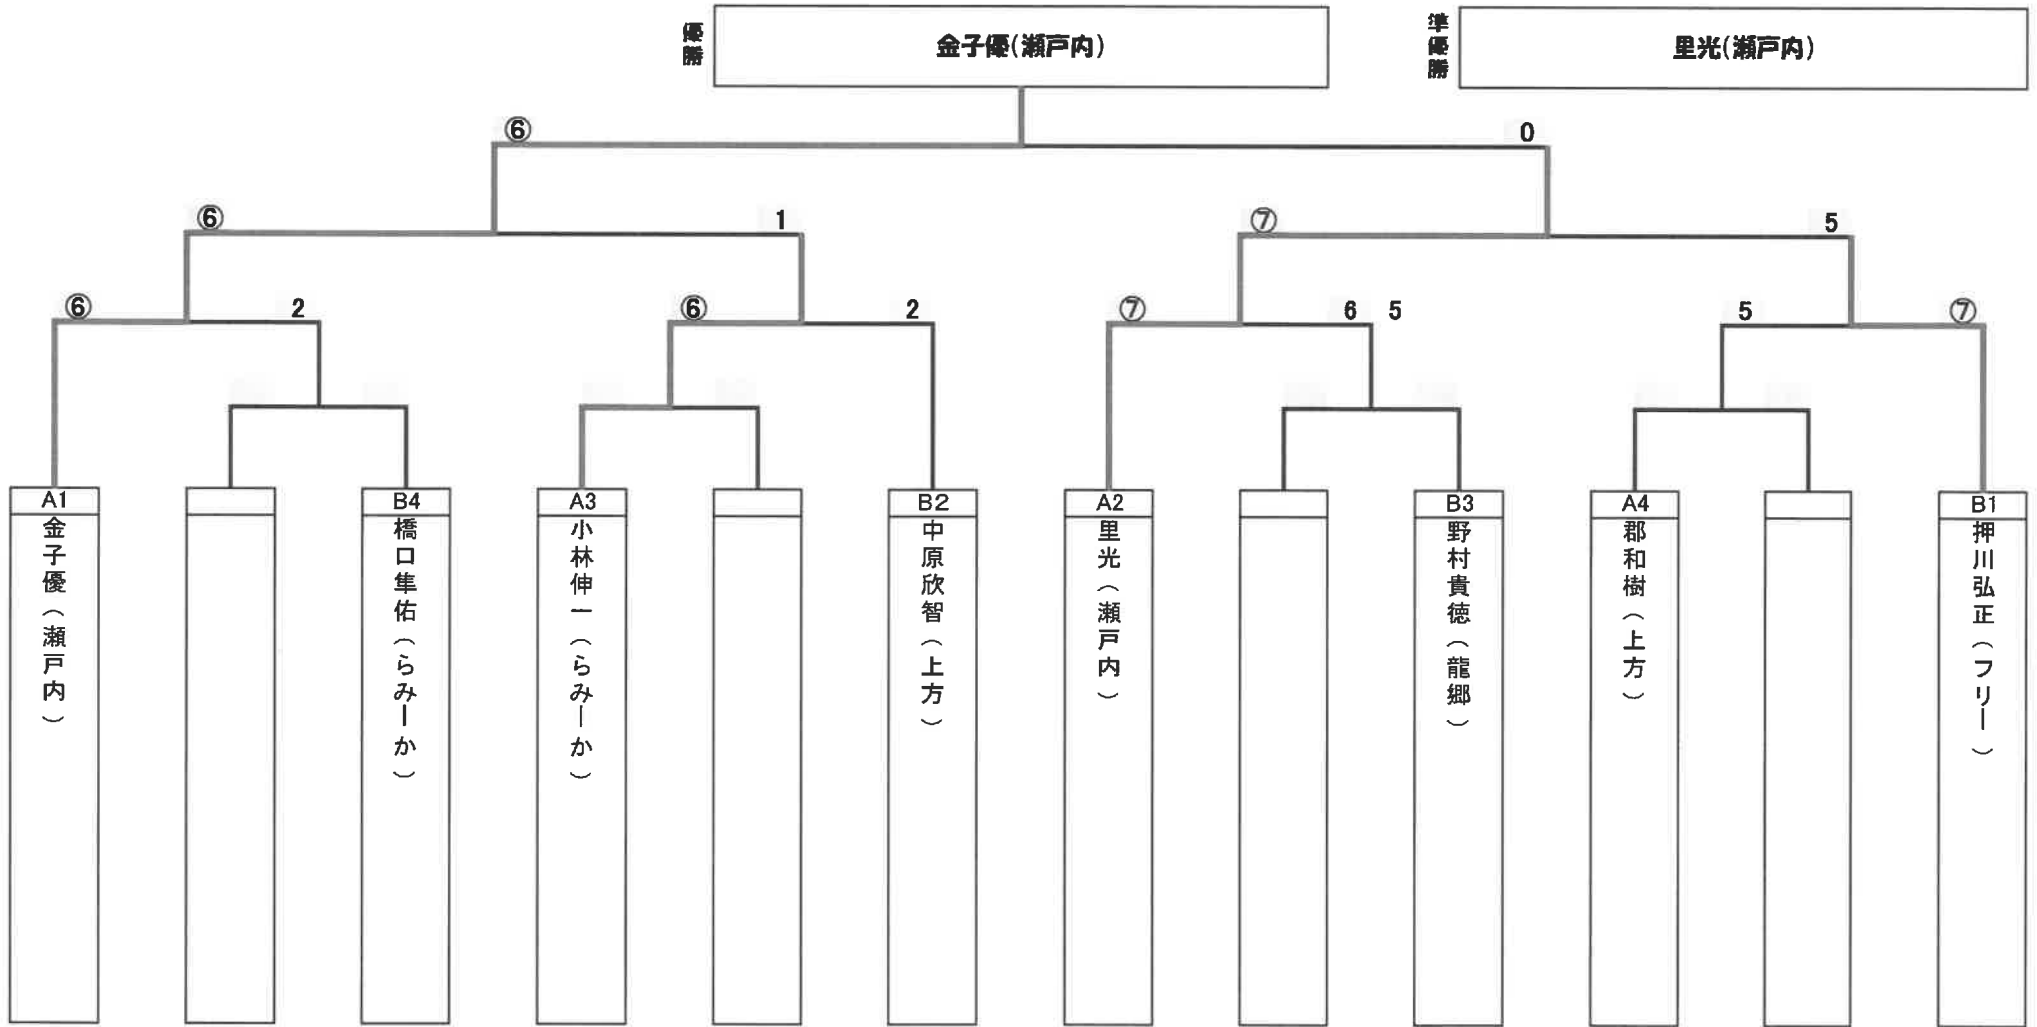 優勝
金子優(瀬戸内)
準優勝
里光(瀬戸内)
⑥
0
⑥
1
⑦
5
⑥
2
⑥
2
⑦
6 5
5
⑦
A1
金子優(瀬戸内)
B4
橋口隼佑(らみーか)
A3
小林伸一(らみーか)
B2
中原欣智(上方)
A2
里光(瀬戸内)
B3
野村貴徳(龍郷)
A4
郡和樹(上方)
B1
押川弘正(フリー)